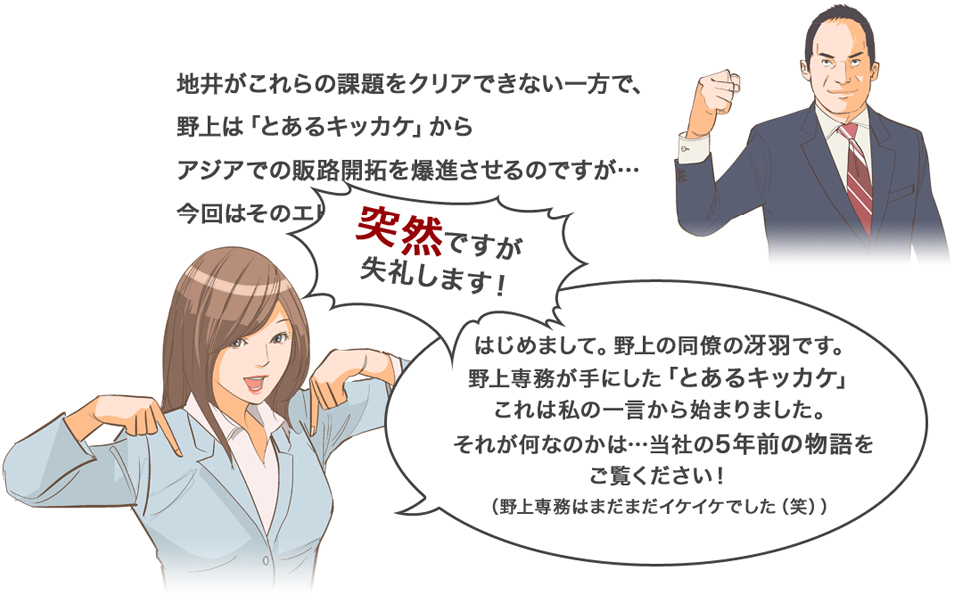 地井がこれらの課題をクリアできない一方で、
野上は「とあるキッカケ」から
アジアでの販路開拓を爆進させるのですが…
今回はそのエ
突然ですが
失礼します！
はじめまして。野上の同僚の冴羽です。
野上専務が手にした「とあるキッカケ」
これは私の一言から始まりました。
それが何なのかは…当社の5年前の物語を
ご覧ください！
（野上専務はまだまだイケイケでした（笑））